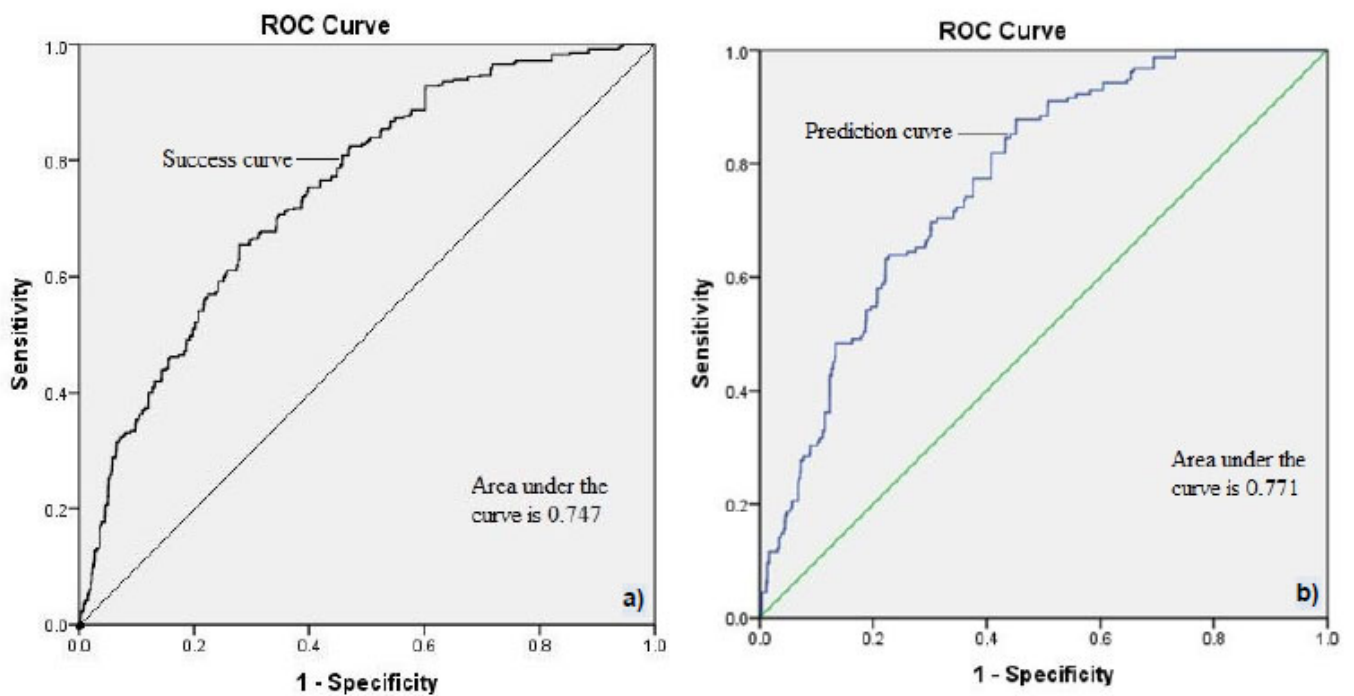 ROC Curve
1.0
0.8
0.6
0.4
0.2
0.0
Sensitivity
Success curve
Area under the
curve is 0.747
a)
0.0 0.2 0.4 0.6 0.8 1.0
1 - Specificity
ROC Curve
1.0
0.8
0.6
0.4
0.2
0.0
Sensitivity
Prediction cuvre
Area under the
curve is 0.771
b)
0.0 0.2 0.4 0.6 0.8 1.0
1 - Specificity